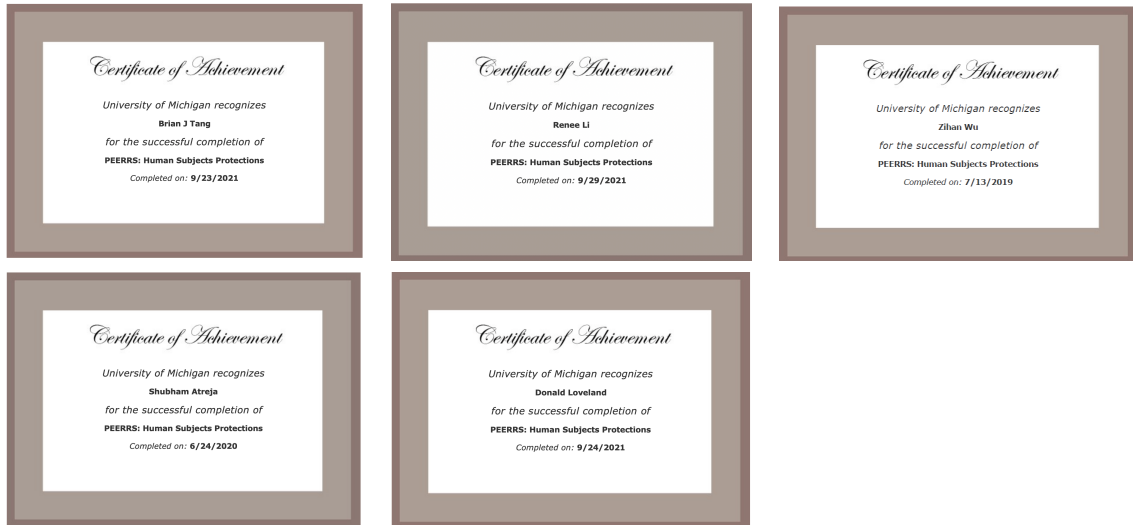 Certificate of Achievement
University of Michigan recognizes
Brian J Tang
for the successful completion of
PEERRS: Human Subjects Protections
Completed on: 9/23/2021
Certificate of Achievement
University of Michigan recognizes
Renee Li
for the successful completion of
PEERRS: Human Subjects Protections
Completed on: 9/29/2021
Certificate of Achievement
University of Michigan recognizes
Zihan Wu
for the successful completion of
PEERRS: Human Subjects Protections
Completed on: 7/13/2019
Certificate of Achievement
University of Michigan recognizes
Shubham Atreja
for the successful completion of
PEERRS: Human Subjects Protections
Completed on: 6/24/2020
Certificate of Achievement
University of Michigan recognizes
Donald Loveland
for the successful completion of
PEERRS: Human Subjects Protections
Completed on: 9/24/2021